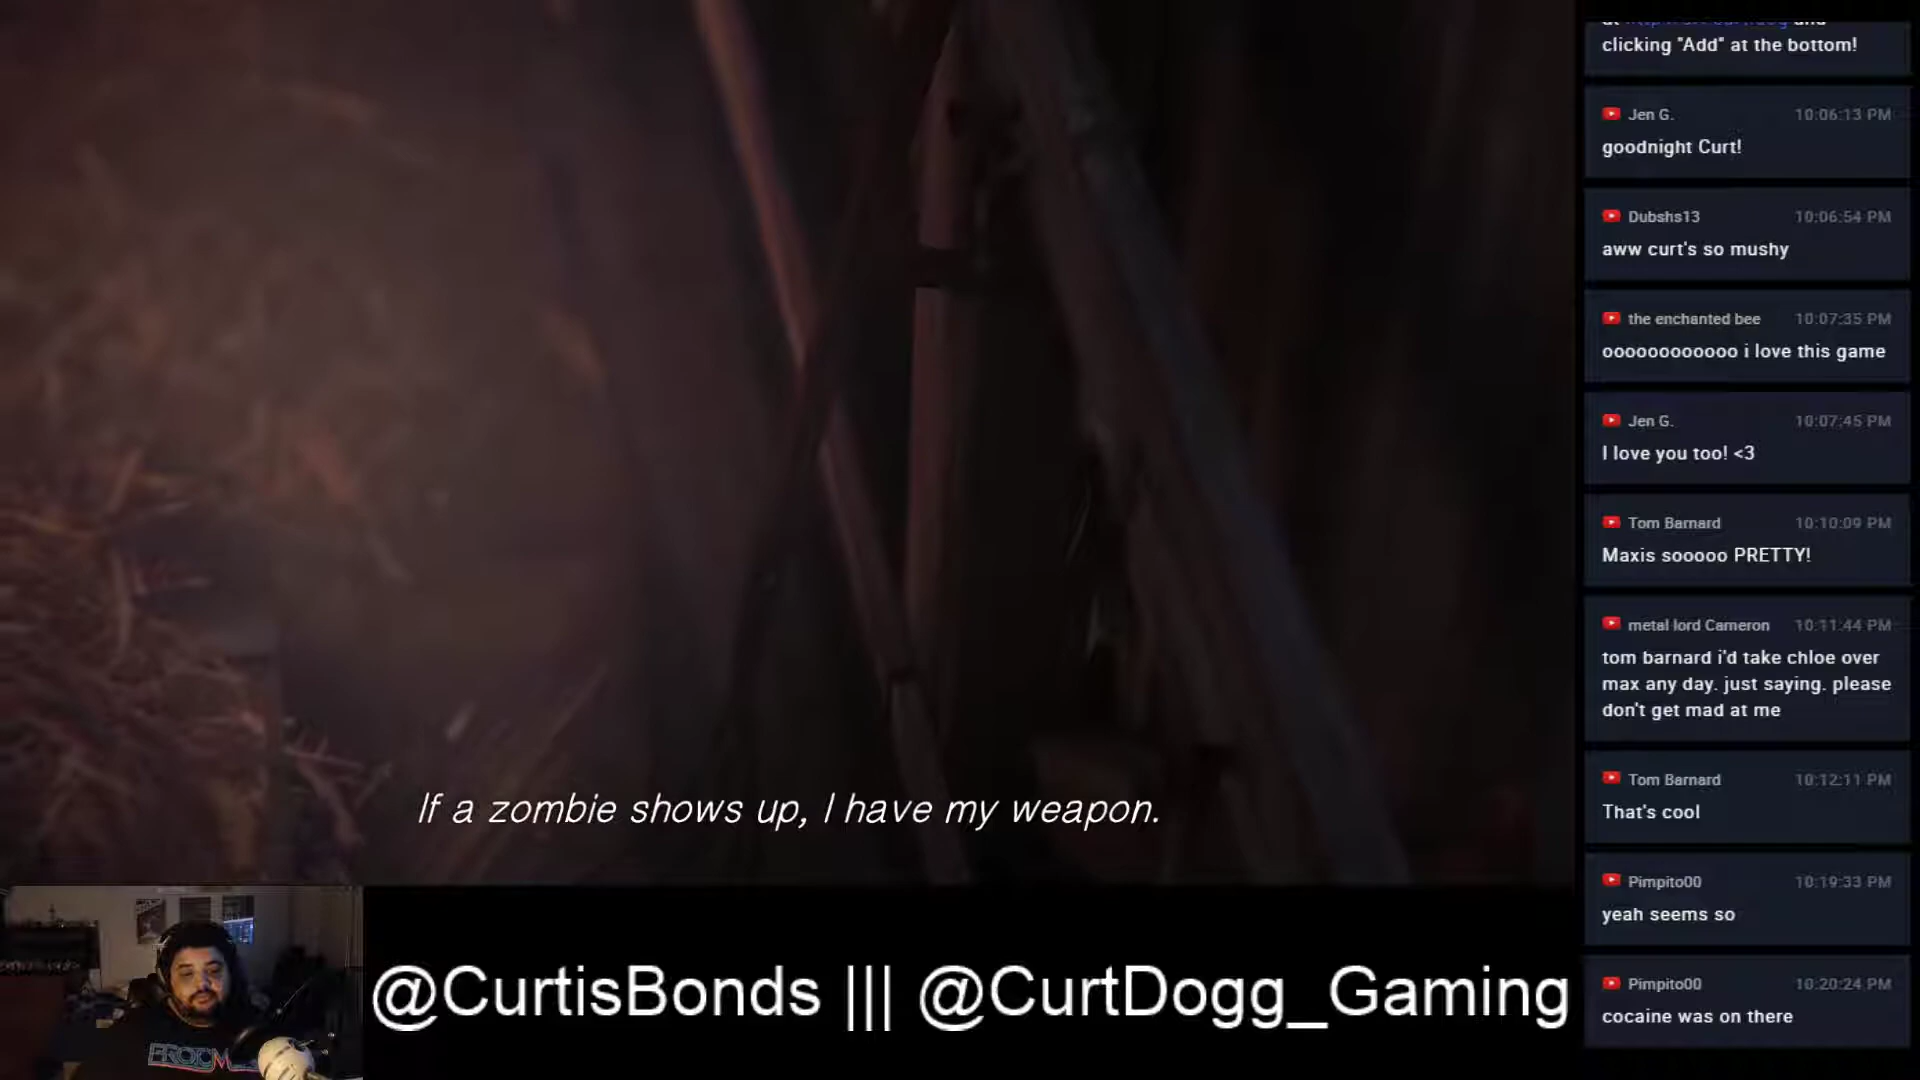 clicking "Add" at the bottom!
Jen G. 10:06:13 PM
goodnight Curt!
Dubshs13 10:06:54 PM
aww curt's so mushy
the enchanted bee 10:07:35 PM
oooooooooooo i love this game
Jen G. 10:07:45 PM
I love you too! <3
Tom Barnard 10:10:09 PM
Maxis sooooo PRETTY!
metal lord Cameron 10:11:44 PM
tom barnard i'd take chloe over
max any day. just saying. please
don't get mad at me
Tom Barnard 10:12:11 PM
That's cool
Pimpito00 10:19:33 PM
yeah seems so
Pimpito00 10:20:24 PM
cocaine was on there
If a zombie shows up, I have my weapon.
@CurtisBonds ||| @CurtDogg_Gaming